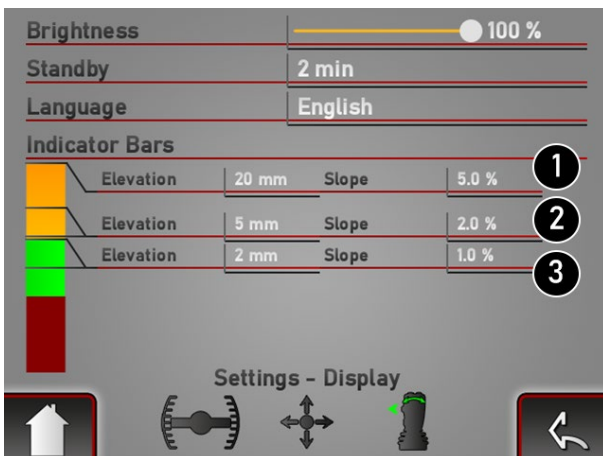 Brightness 100 %
Standby 2 min
Language English
Indicator Bars
Elevation 20 mm Slope 5.0 % 1
Elevation 5 mm Slope 2.0 % 2
Elevation 2 mm Slope 1.0 % 3
Settings - Display